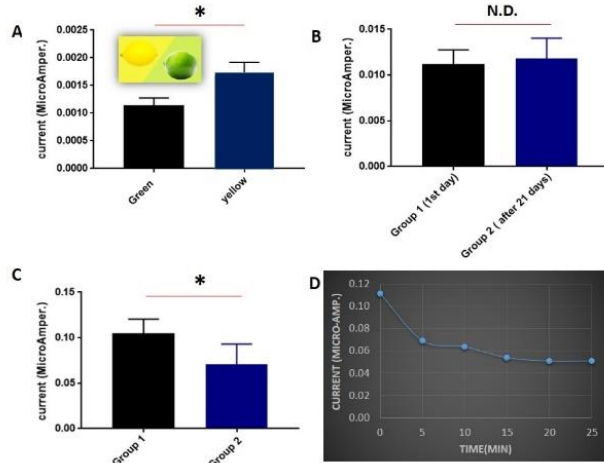 A
*
current (MicroAmper.)
0.0025
0.0020
0.0015
0.0010
0.0005
0.0000
Green
yellow
B
N.D.
current (MicroAmper.)
0.015
0.010
0.005
0.000
Group 1 (1st day)
Group 2 ( after 21 days)
C
*
current (MicroAmper.)
0.15
0.10
0.05
0.00
Group 1
Group 2
D
CURRENT (MICRO-AMP.)
0.12
0.10
0.08
0.06
0.04
0.02
0.00
0 5 10 15 20 25
TIME(MIN)